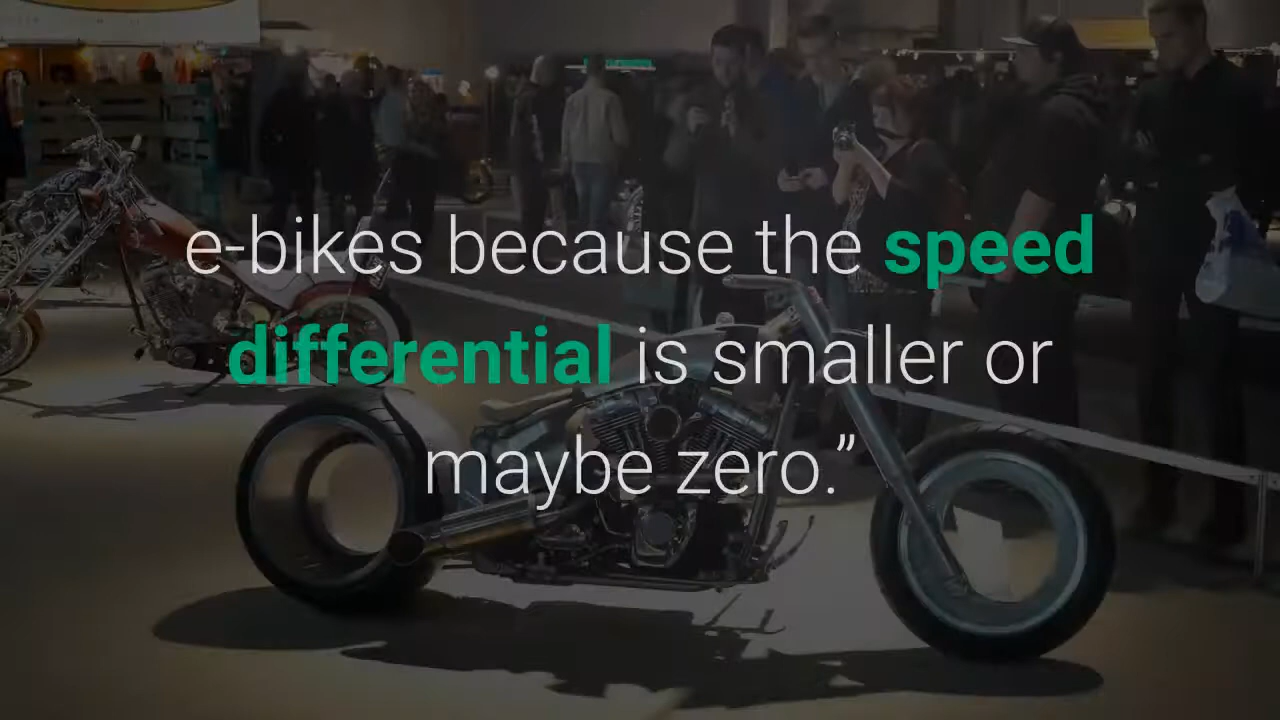 e-bikes because the speed
differential is smaller or
maybe zero.”